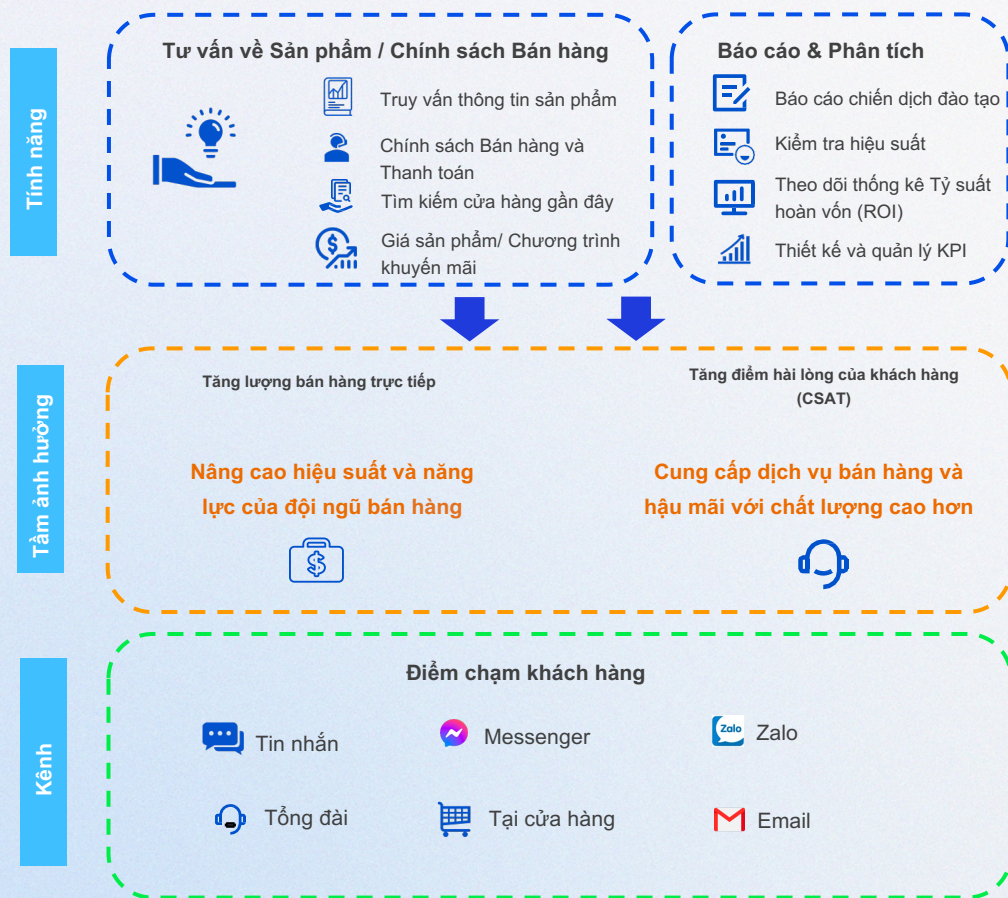 Tính năng
Tư vấn về Sản phẩm / Chính sách Bán hàng
Truy vấn thông tin sản phẩm
Chính sách Bán hàng và
Thanh toán
Tìm kiếm cửa hàng gần đây
Giá sản phẩm/ Chương trình
khuyến mãi
Báo cáo & Phân tích
Báo cáo chiến dịch đào tạo
Kiểm tra hiệu suất
Theo dõi thống kê Tỷ suất
hoàn vốn (ROI)
Thiết kế và quản lý KPI
Tầm ảnh hưởng
Tăng lượng bán hàng trực tiếp
Nâng cao hiệu suất và năng
lực của đội ngũ bán hàng
Tăng điểm hài lòng của khách hàng
(CSAT)
Cung cấp dịch vụ bán hàng và
hậu mãi với chất lượng cao hơn
Kênh
Điểm chạm khách hàng
Tin nhắn
Messenger
Zalo
Zalo
Tổng đài
Tại cửa hàng
Email